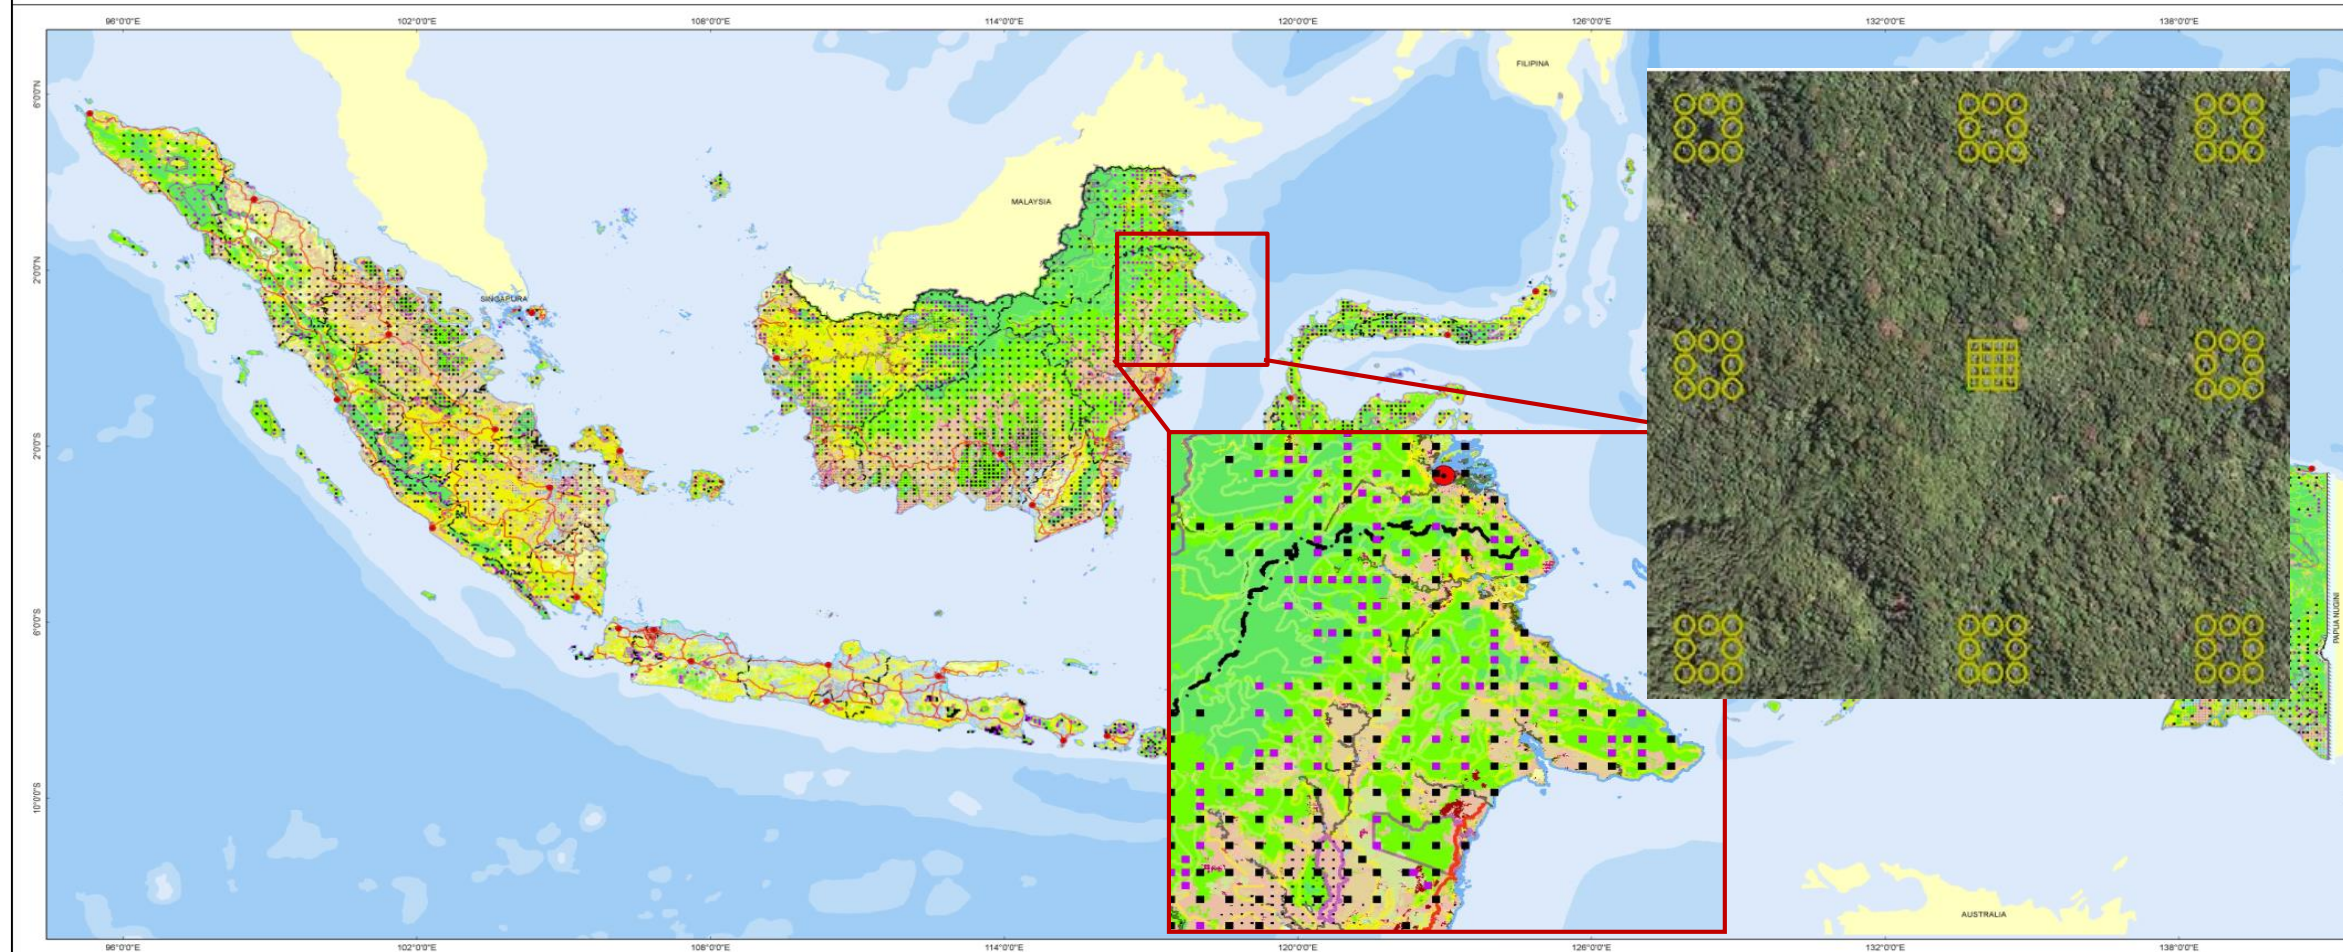 96°0'0"E
102°0'0"E
108°0'0"E
114°0'0"E
120°0'0"E
126°0'0"E
132°0'0"E
138°0'0"E
6°0'0"N
FILIPINA
MALAYSIA
2°0'0"N
SINGAPURA
2°0'0"S
6°0'0"S
PAPUA NUGINI
10°0'0"S
AUSTRALIA
96°0'0"E
102°0'0"E
108°0'0"E
114°0'0"E
120°0'0"E
126°0'0"E
132°0'0"E
138°0'0"E